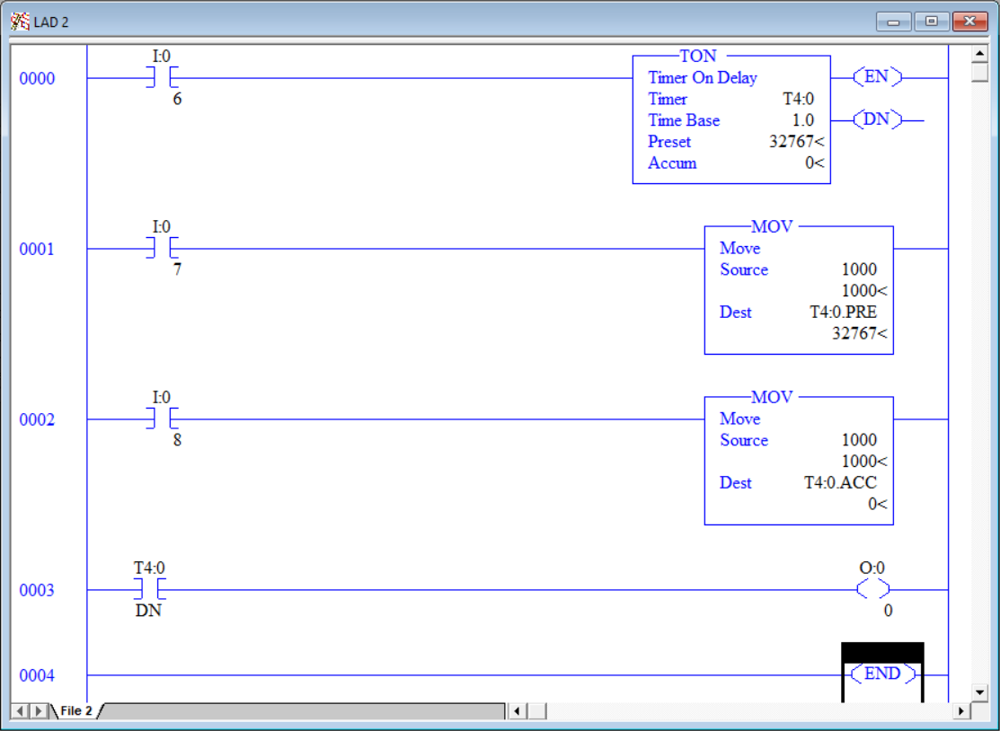 LAD 2
I:0
TON
0000
Timer On Delay
EN
6
Timer T4:0
Time Base 1.0
DN
Preset 32767<
Accum 0<
I:0
MOV
0001
Move
7
Source 1000
1000<
Dest T4:0.PRE
32767<
I:0
MOV
0002
Move
8
Source 1000
1000<
Dest T4:0.ACC
0<
T4:0
O:0
0003
DN
0
0004
END
File 2